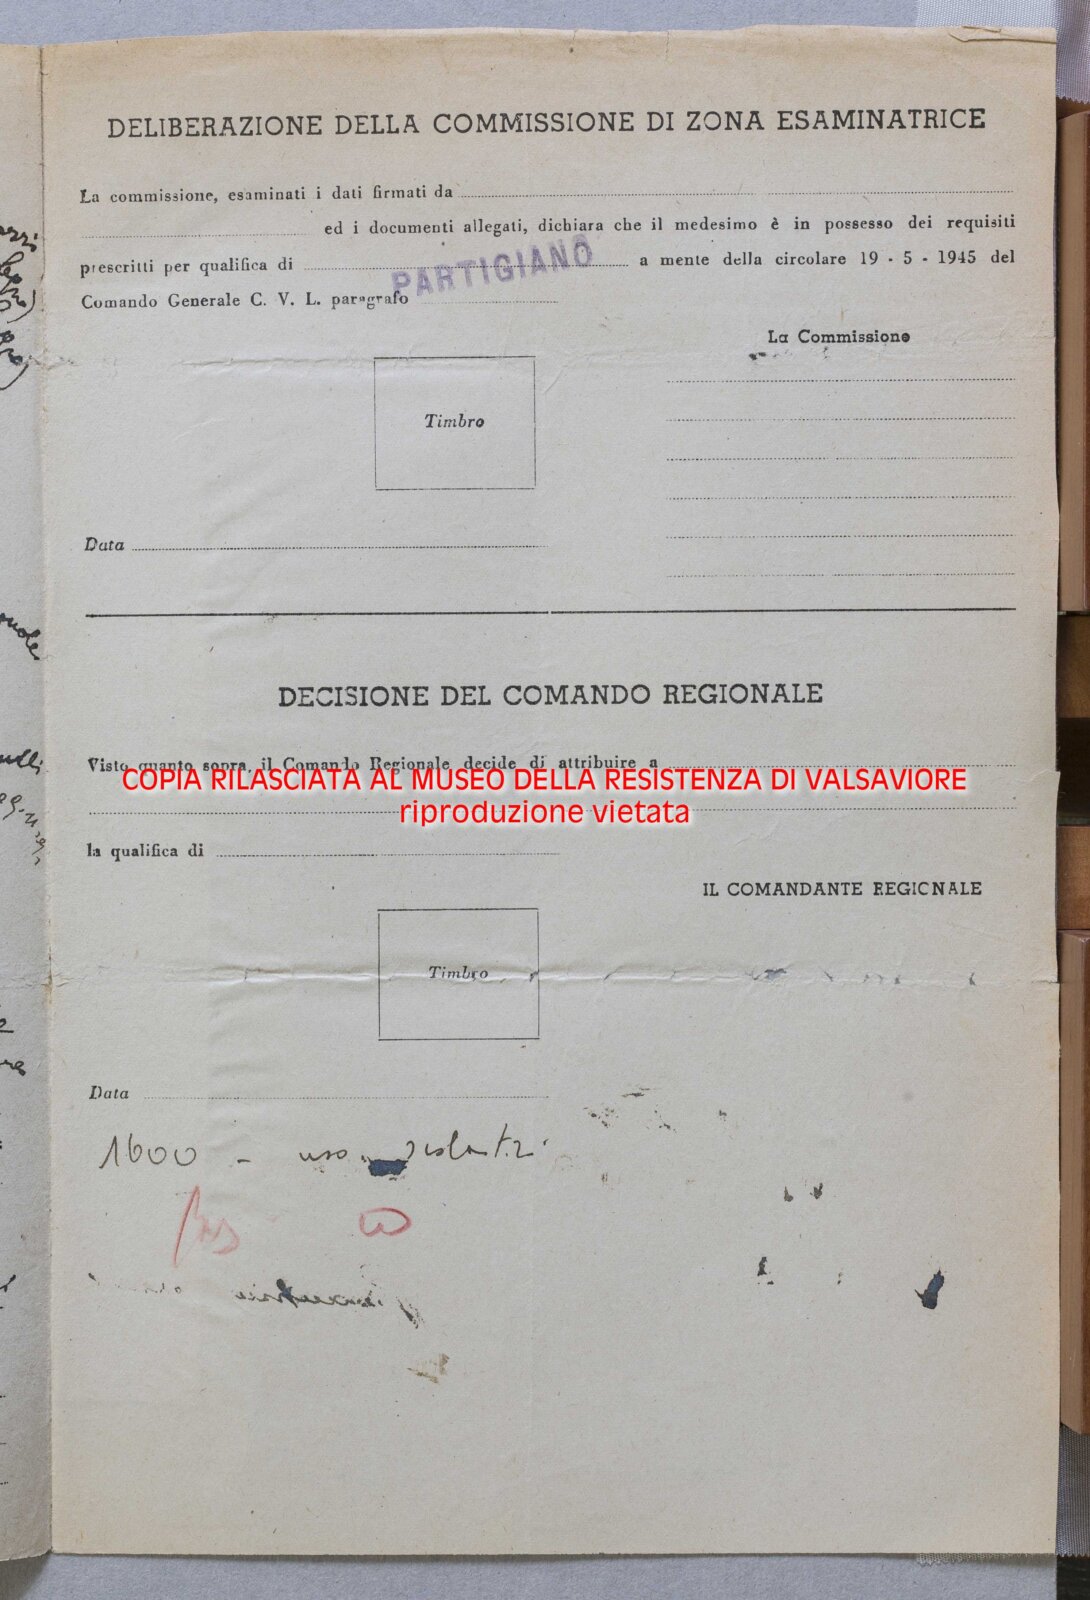 DELIBERAZIONE DELLA COMMISSIONE DI ZONA ESAMINATRICE
La commissione, esaminati i dati firmati da
ed i documenti allegati, dichiara che il medesimo è in possesso dei requisiti
prescritti per qualifica di PARTIGIANO a mente della circolare 19 - 5 - 1945 del
Comando Generale C. V. L. paragrafo
La Commissione
Timbro
Data
DECISIONE DEL COMANDO REGIONALE
Visto quanto sopra, il Comando Regionale decide di attribuire a
COPIA RILASCIATA AL MUSEO DELLA RESISTENZA DI VALSAVIORE
riproduzione vietata
la qualifica di
IL COMANDANTE REGIONALE
Timbro
Data
1600 - uso